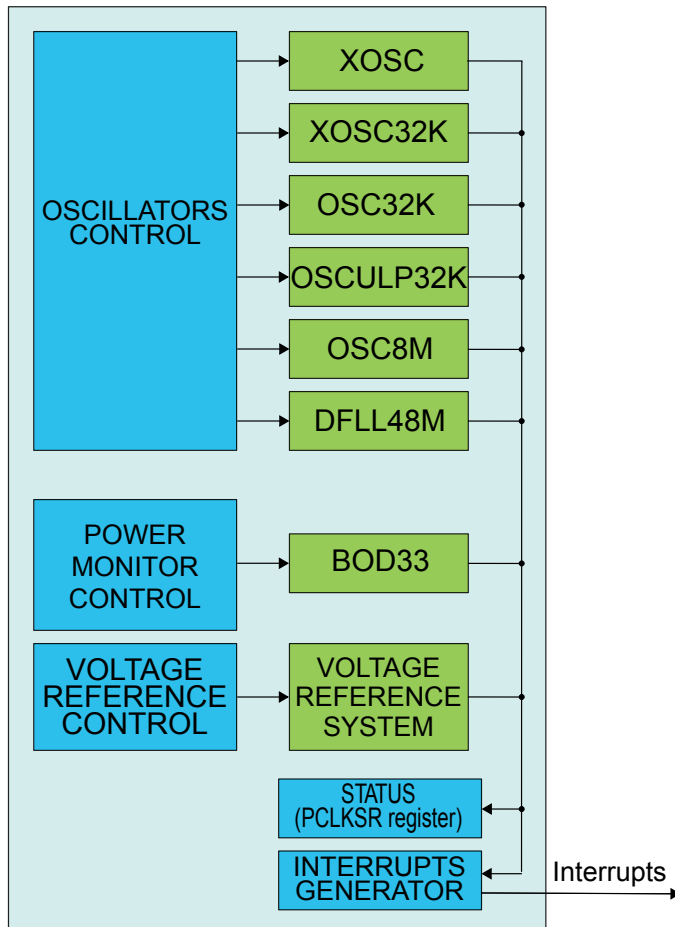 OSCILLATORS
CONTROL
XOSC
XOSC32K
OSC32K
OSCULP32K
OSC8M
DFLL48M
POWER
MONITOR
CONTROL
BOD33
VOLTAGE
REFERENCE
CONTROL
VOLTAGE
REFERENCE
SYSTEM
STATUS
(PCLKSR register)
INTERRUPTS
GENERATOR
Interrupts